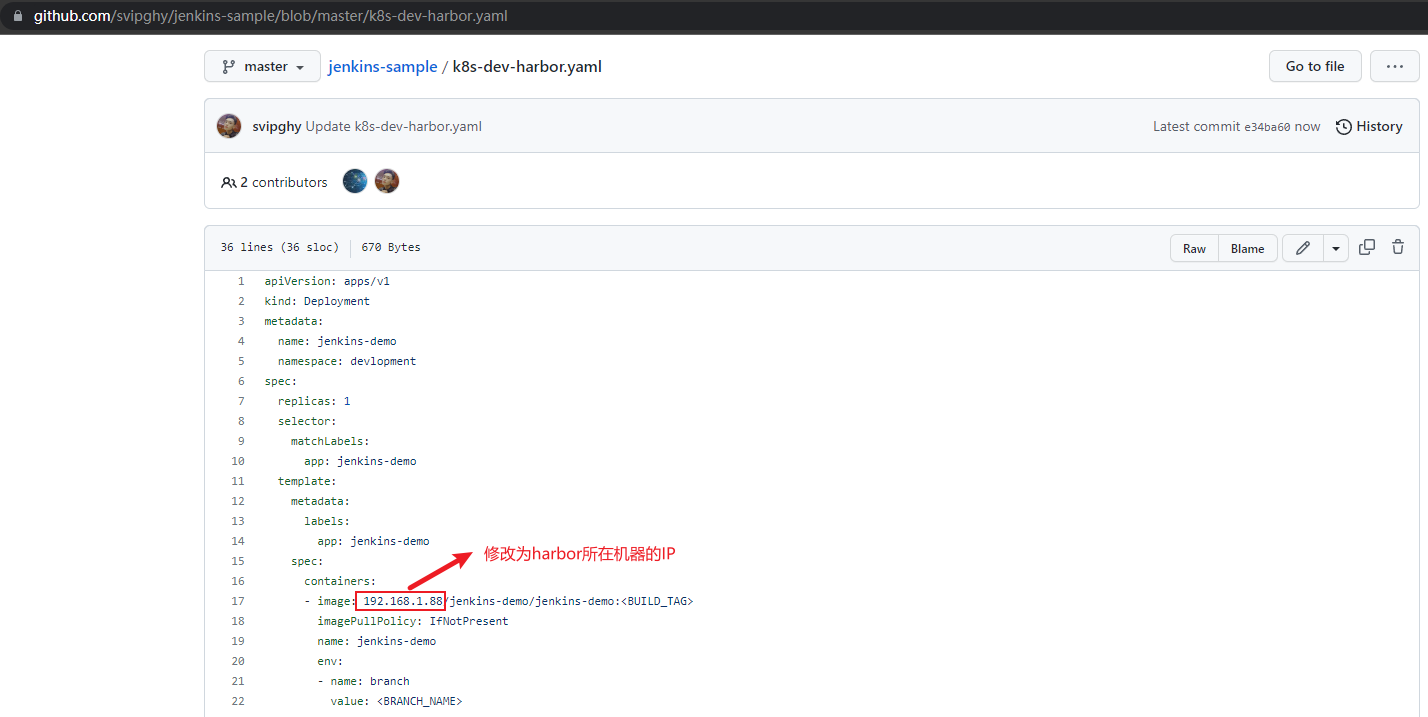 github.com/svipghy/jenkins-sample/blob/master/k8s-dev-harbor.yaml
master jenkins-sample / k8s-dev-harbor.yaml Go to file ...
svipghy Update k8s-dev-harbor.yaml Latest commit e34ba60 now History
2 contributors
36 lines (36 sloc) 670 Bytes Raw Blame
1 apiVersion: apps/v1
2 kind: Deployment
3 metadata:
4 name: jenkins-demo
5 namespace: devlopment
6 spec:
7 replicas: 1
8 selector:
9 matchLabels:
10 app: jenkins-demo
11 template:
12 metadata:
13 labels:
14 app: jenkins-demo
修改为harbor所在机器的IP
15 spec:
16 containers:
17 - image: 192.168.1.88/jenkins-demo/jenkins-demo:<BUILD_TAG>
18 imagePullPolicy: IfNotPresent
19 name: jenkins-demo
20 env:
21 - name: branch
22 value: <BRANCH_NAME>